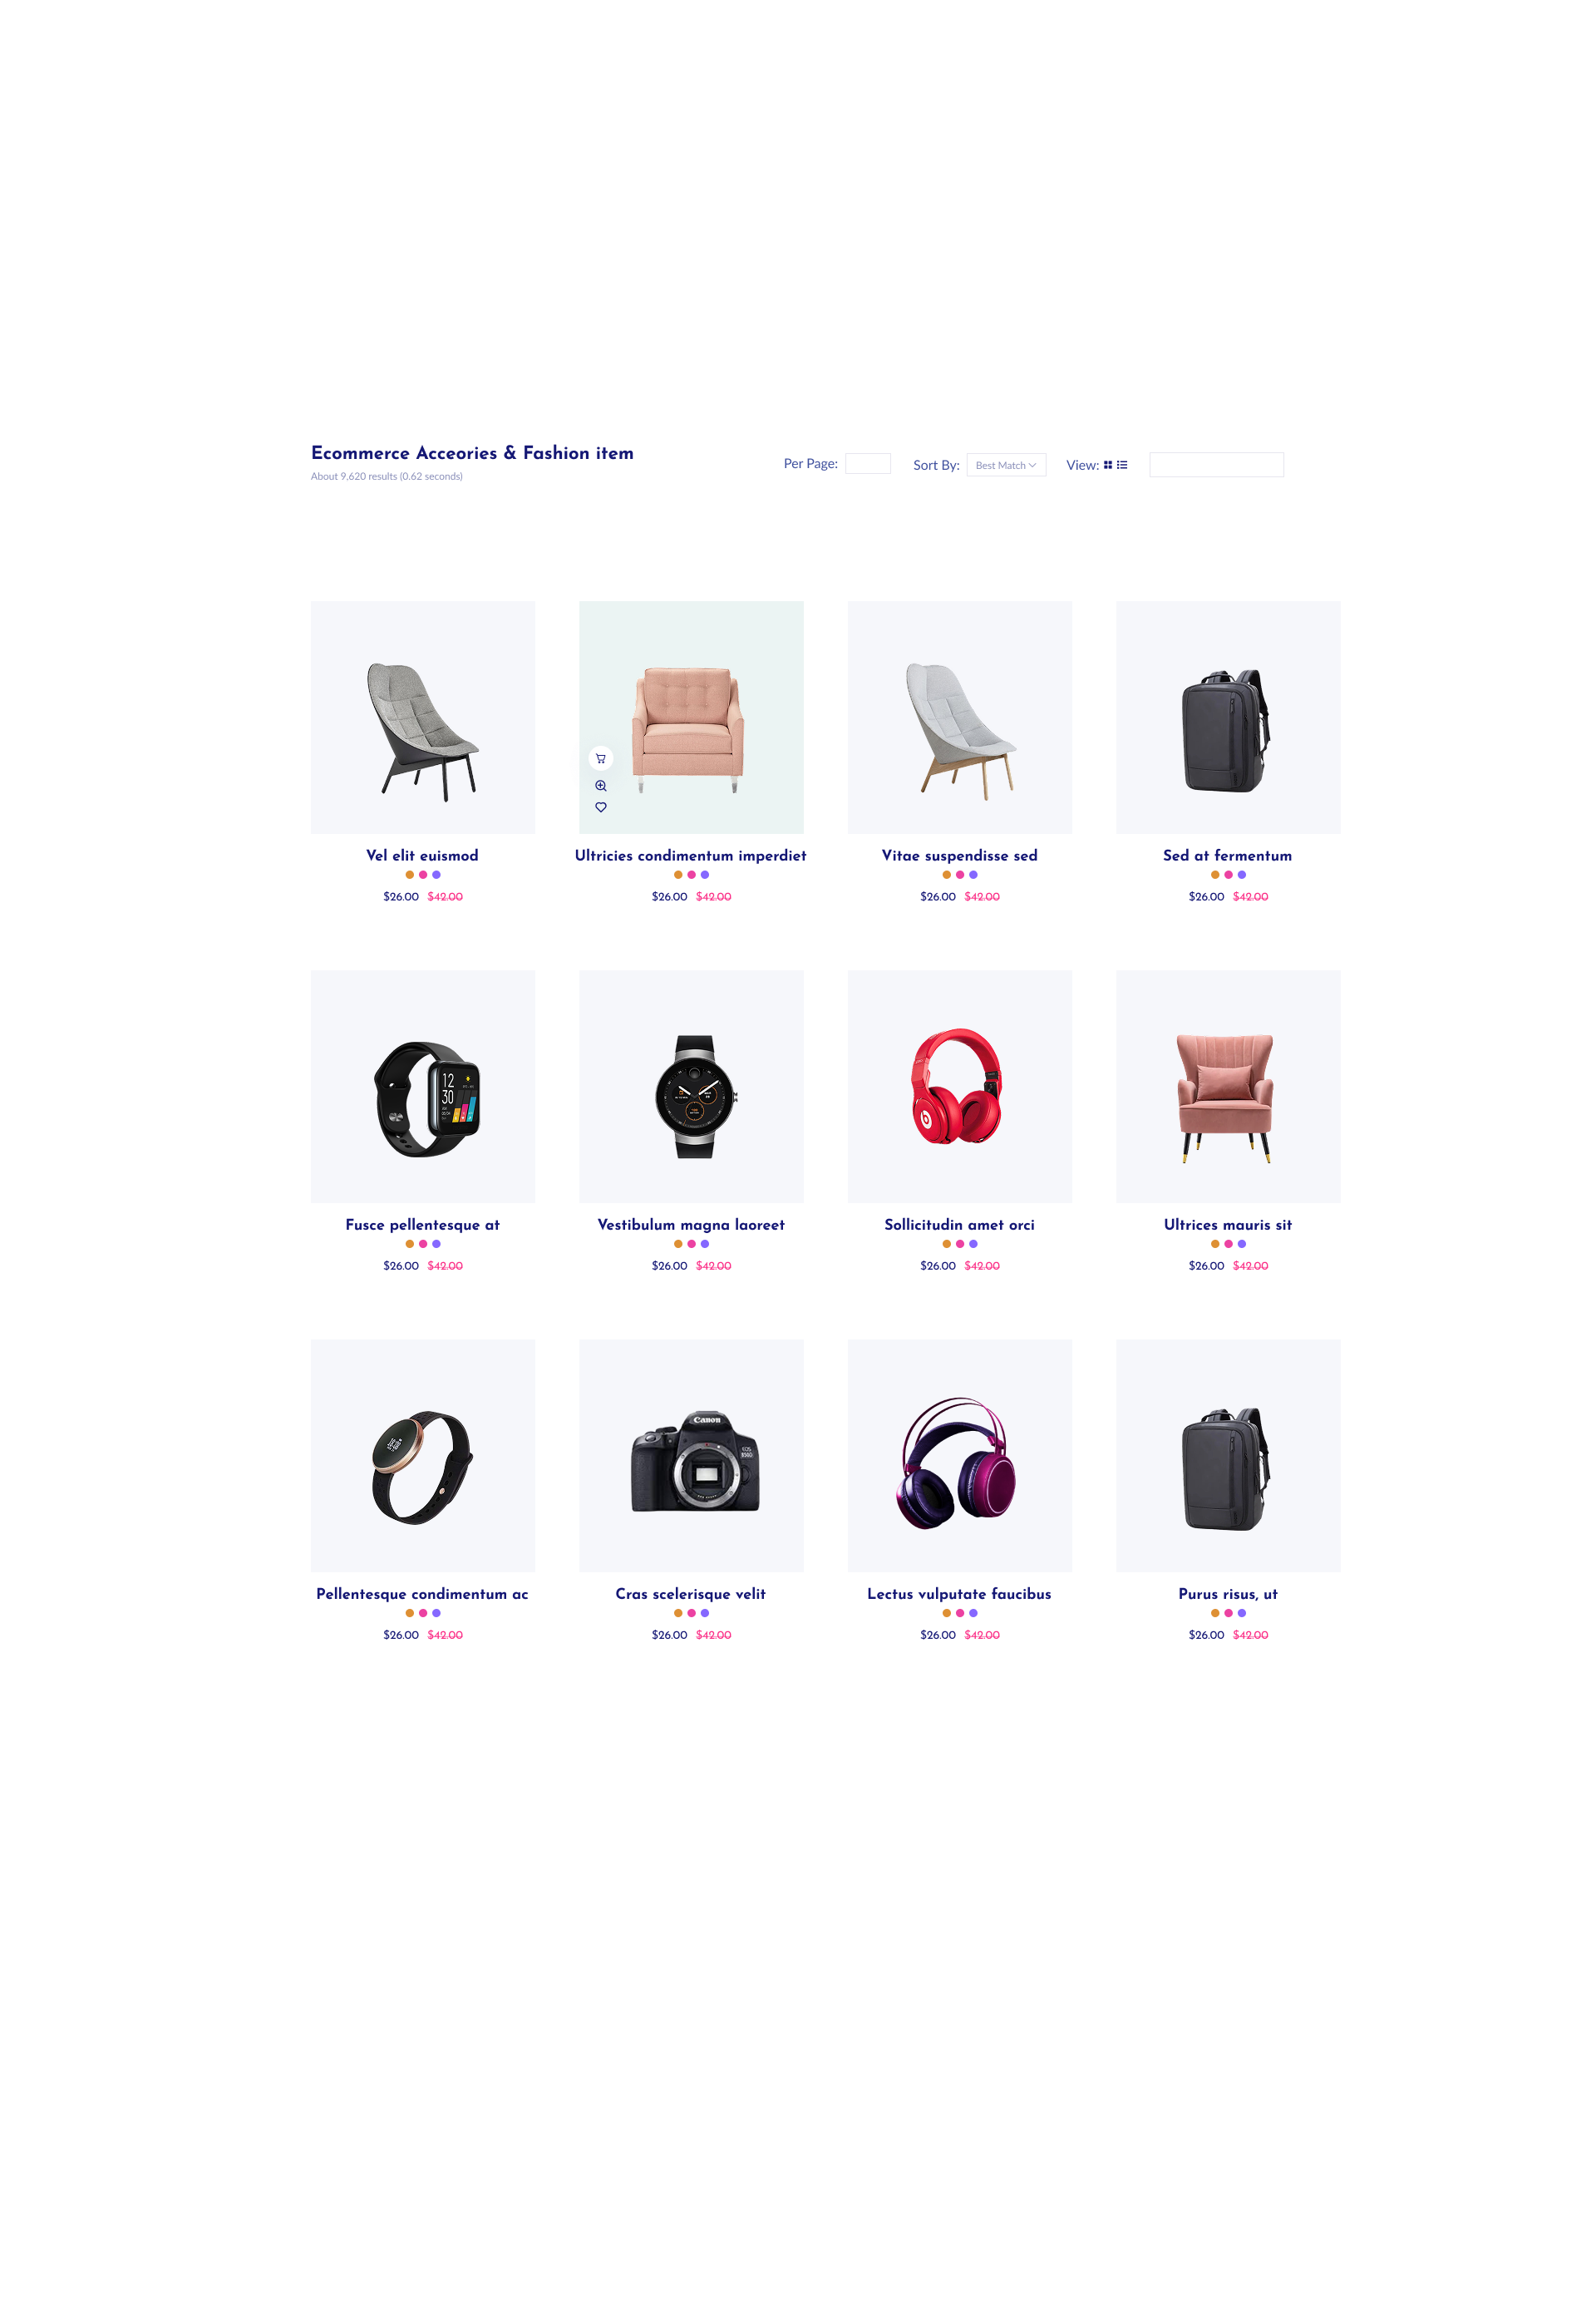 Ecommerce Acceories & Fashion item
About 9,620 results (0.62 seconds)
Per Page:
Sort By:
Best Match
View:
Vel elit euismod
$26.00 $42.00
Ultricies condimentum imperdiet
$26.00 $42.00
Vitae suspendisse sed
$26.00 $42.00
Sed at fermentum
$26.00 $42.00
12
30
Fusce pellentesque at
$26.00 $42.00
Vestibulum magna laoreet
$26.00 $42.00
Sollicitudin amet orci
$26.00 $42.00
Ultrices mauris sit
$26.00 $42.00
Pellentesque condimentum ac
$26.00 $42.00
Canon
EOS
850D
Cras scelerisque velit
$26.00 $42.00
Lectus vulputate faucibus
$26.00 $42.00
Purus risus, ut
$26.00 $42.00